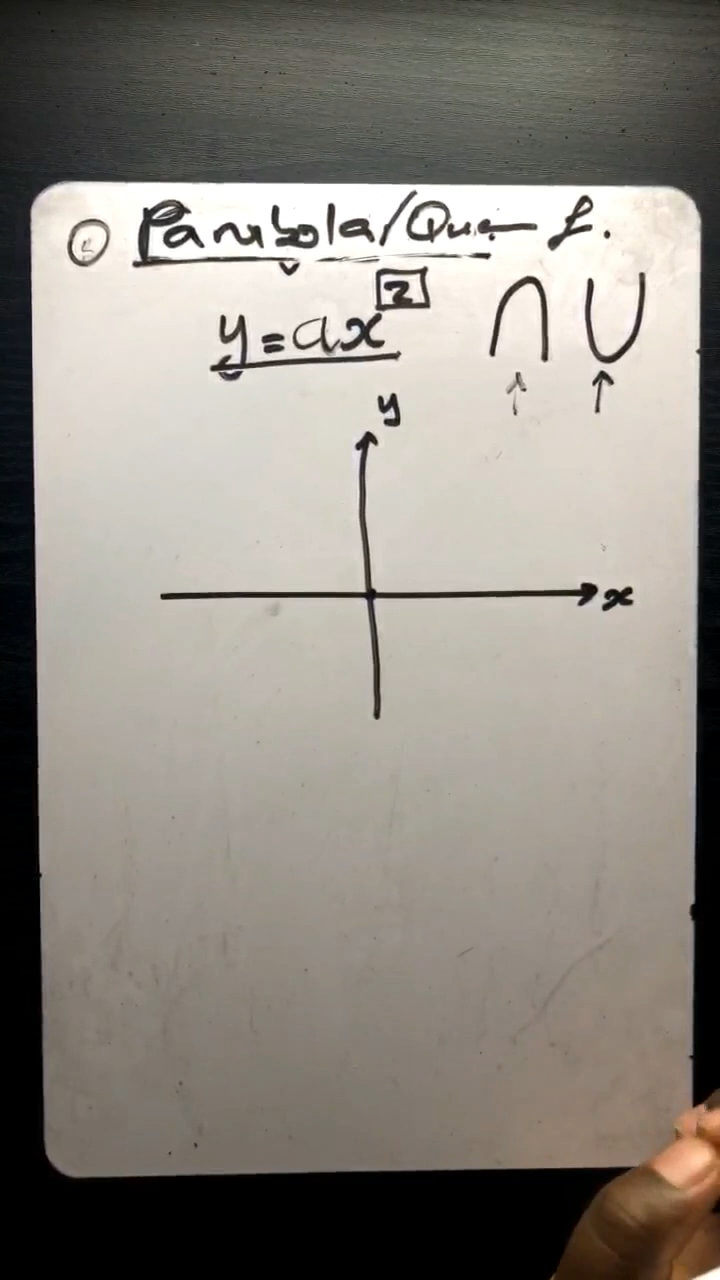 Parabola/Qua f.
y = ax²
y
x